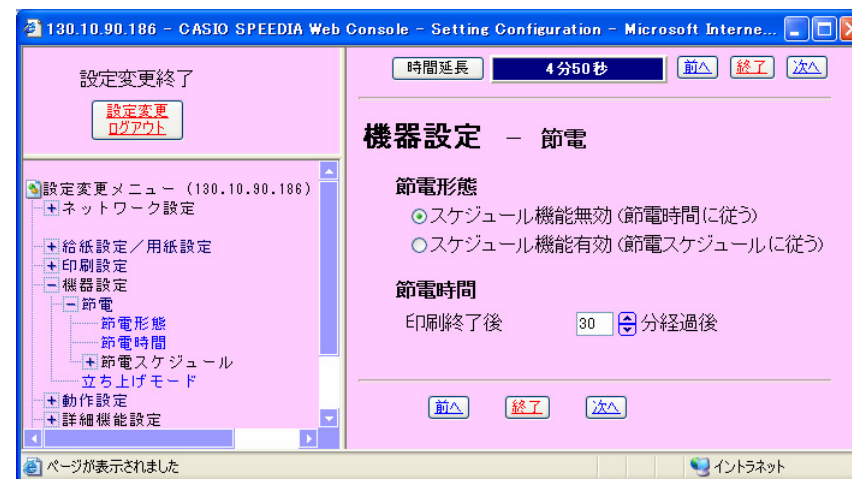 130.10.90.186 - CASIO SPEEDIA Web Console - Setting Configuration - Microsoft Interne...
設定変更終了
設定変更
ログアウト
設定変更メニュー (130.10.90.186)
ネットワーク設定
給紙設定／用紙設定
印刷設定
機器設定
節電
節電形態
節電時間
節電スケジュール
立ち上げモード
動作設定
詳細機能設定
時間延長 4分50秒 前へ 終了 次へ
機器設定 － 節電
節電形態
スケジュール機能無効(節電時間に従う)
スケジュール機能有効(節電スケジュールに従う)
節電時間
印刷終了後 30 分経過後
前へ 終了 次へ
ページが表示されました イントラネット